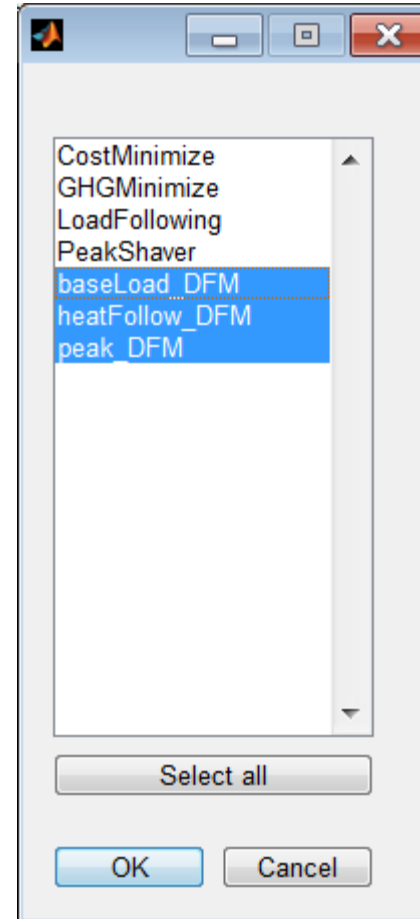 CostMinimize
GHGMinimize
LoadFollowing
PeakShaver
baseLoad_DFM
heatFollow_DFM
peak_DFM
Select all
OK
Cancel